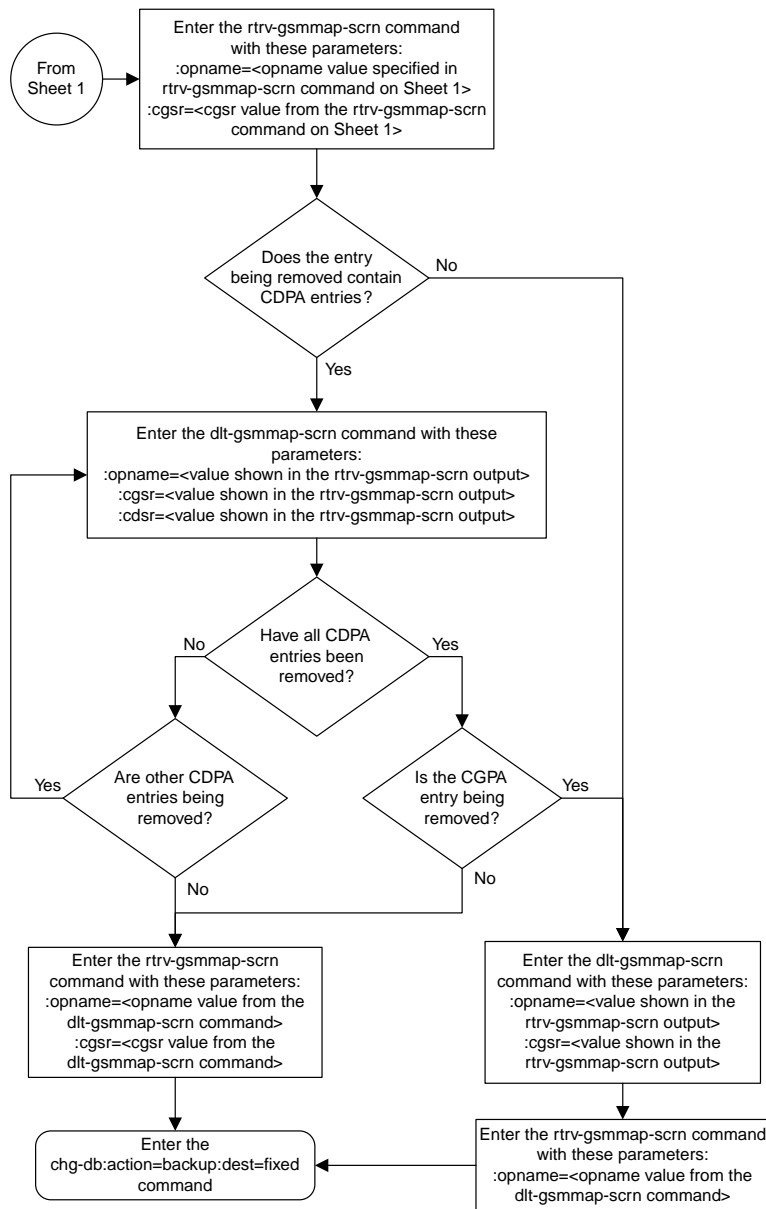 From
Sheet 1
Enter the rtrv-gsmmap-scrn command
with these parameters:
:opname=<opname value specified in
rtrv-gsmmap-scrn command on Sheet 1>
:cgsr=<cgsr value from the rtrv-gsmmap-scrn
command on Sheet 1>
Does the entry
being removed contain
CDPA entries?
No
Yes
Enter the dlt-gsmmap-scrn command with these
parameters:
:opname=<value shown in the rtrv-gsmmap-scrn output>
:cgsr=<value shown in the rtrv-gsmmap-scrn output>
:cdsr=<value shown in the rtrv-gsmmap-scrn output>
Have all CDPA
entries been
removed?
No
Yes
Are other CDPA
entries being
removed?
Yes
No
Is the CGPA
entry being
removed?
Yes
No
Enter the rtrv-gsmmap-scrn
command with these parameters:
:opname=<opname value from the
dlt-gsmmap-scrn command>
:cgsr=<cgsr value from the
dlt-gsmmap-scrn command>
Enter the dlt-gsmmap-scrn
command with these parameters:
:opname=<value shown in the
rtrv-gsmmap-scrn output>
:cgsr=<value shown in the
rtrv-gsmmap-scrn output>
Enter the
chg-db:action=backup:dest=fixed
command
Enter the rtrv-gsmmap-scrn command
with these parameters:
:opname=<opname value from the
dlt-gsmmap-scrn command>